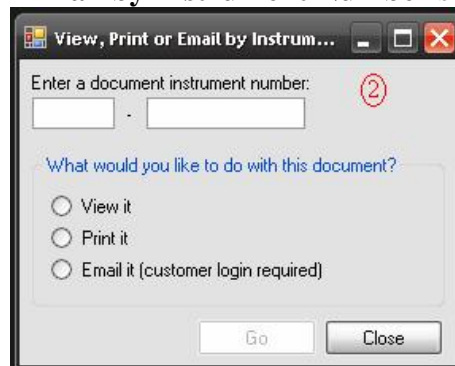 View, Print or Email by Instrum...
Enter a document instrument number:
2
-
What would you like to do with this document?
View it
Print it
Email it (customer login required)
Go
Close